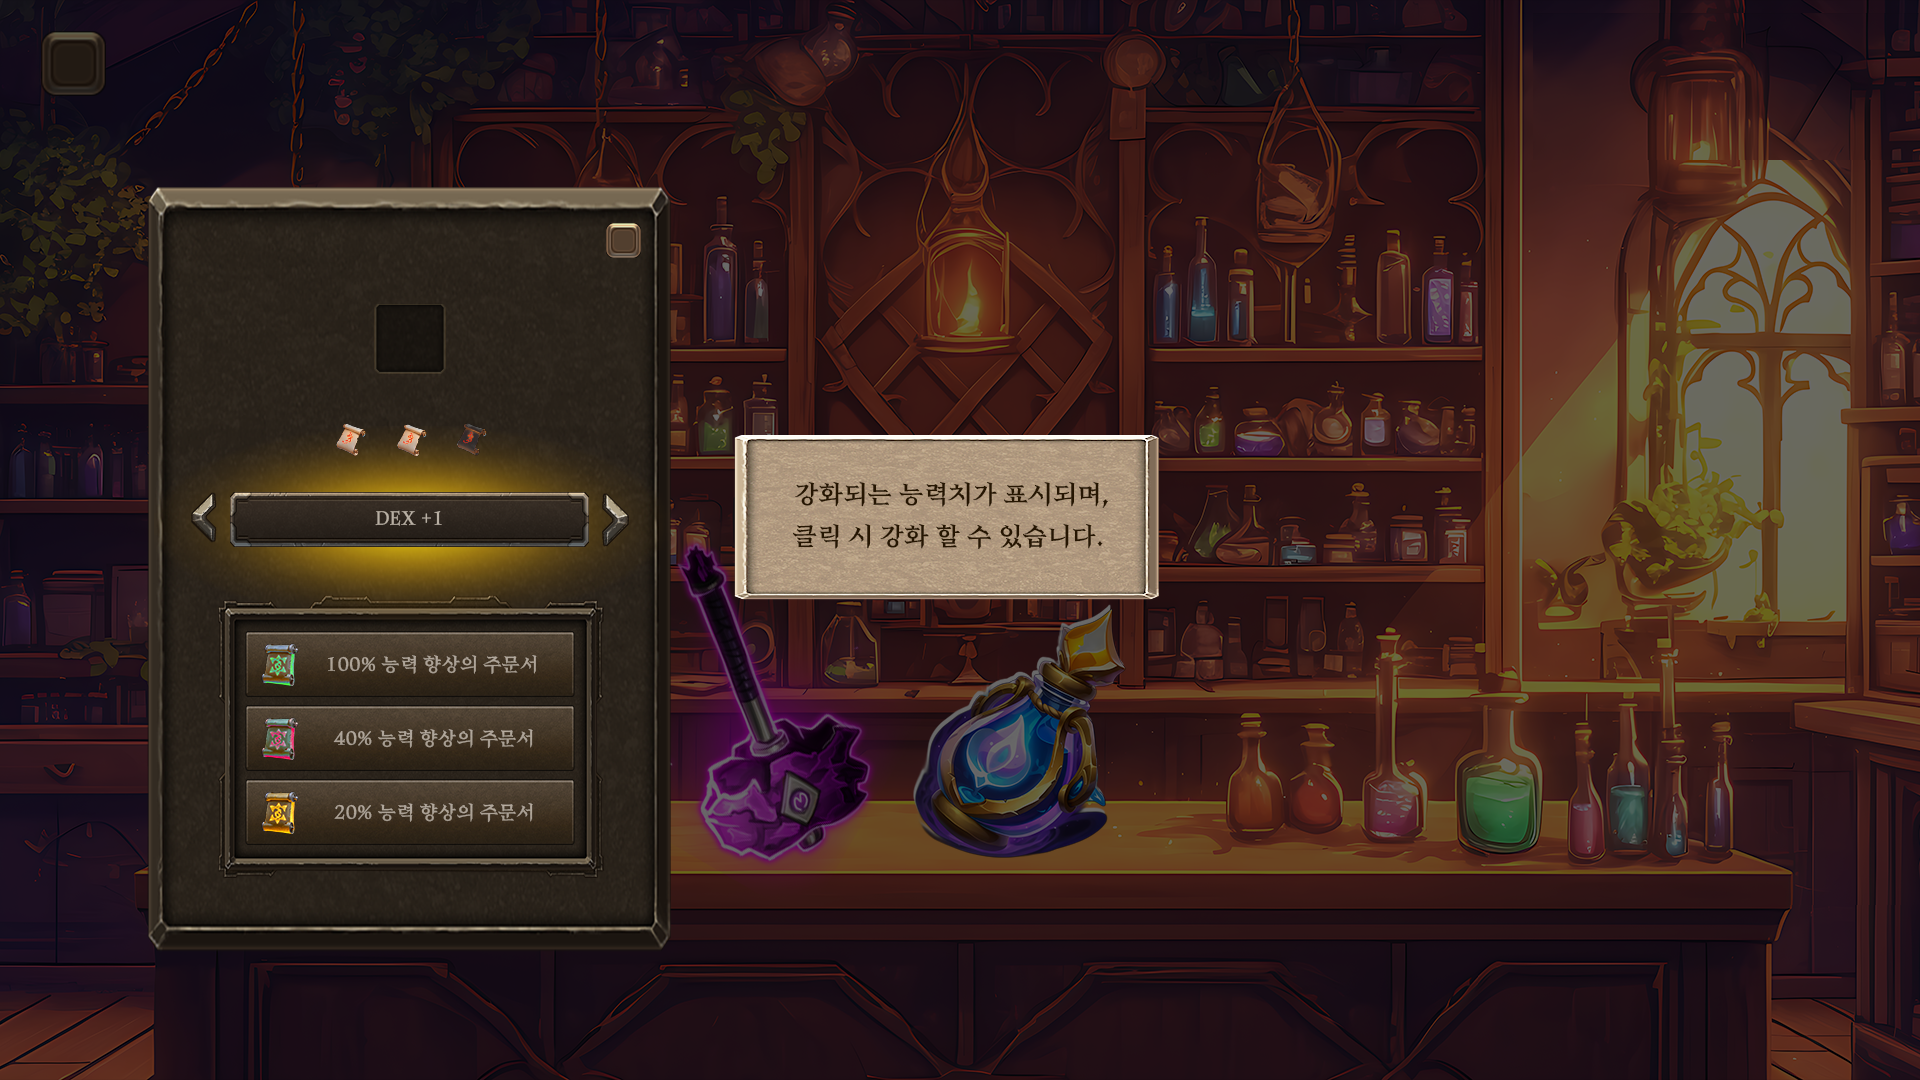 DEX +1
100% 능력 향상의 주문서
40% 능력 향상의 주문서
20% 능력 향상의 주문서
강화되는 능력치가 표시되며,
클릭 시 강화 할 수 있습니다.